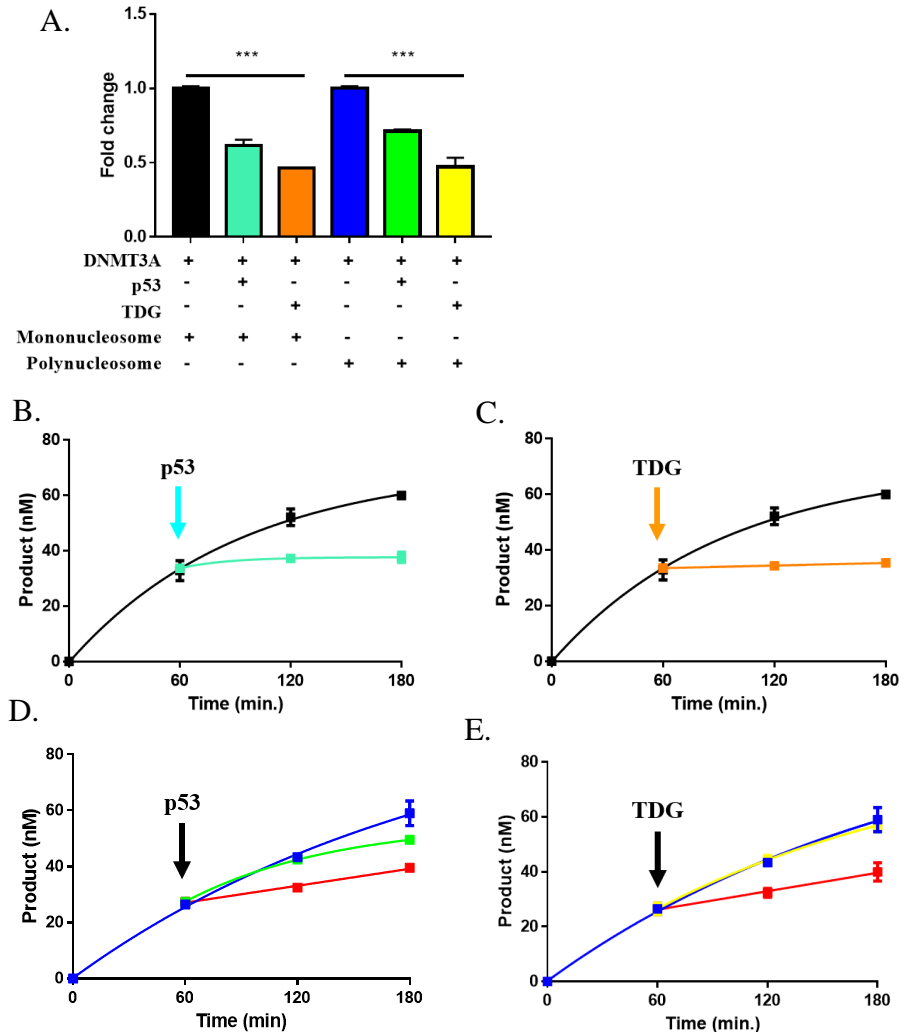 A.
1.5
1.0
0.5
0.0
Fold change
*** ***
DNMT3A + + + + + +
p53 - + - - + -
TDG - - + - - +
Mononucleosome + + + - - -
Polynucleosome - - - + + +
B.
80
60
40
20
0
Product (nM)
p53
0 60 120 180
Time (min.)
C.
80
60
40
20
0
Product (nM)
TDG
0 60 120 180
Time (min.)
D.
80
60
40
20
0
Product (nM)
p53
0 60 120 180
Time (min)
E.
80
60
40
20
0
Product (nM)
TDG
0 60 120 180
Time (min.)